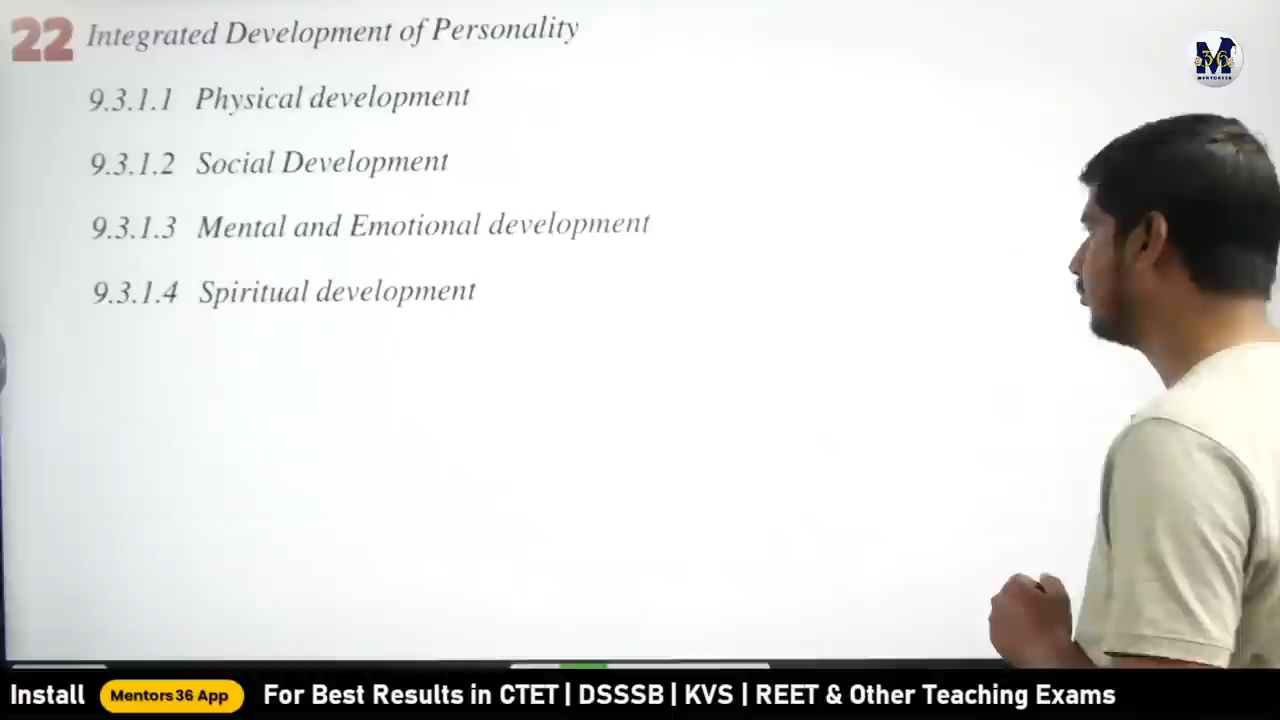 22 Integrated Development of Personality
9.3.1.1 Physical development
9.3.1.2 Social Development
9.3.1.3 Mental and Emotional development
9.3.1.4 Spiritual development
M
36
MENTORS36
Install Mentors36 App For Best Results in CTET | DSSSB | KVS | REET & Other Teaching Exams